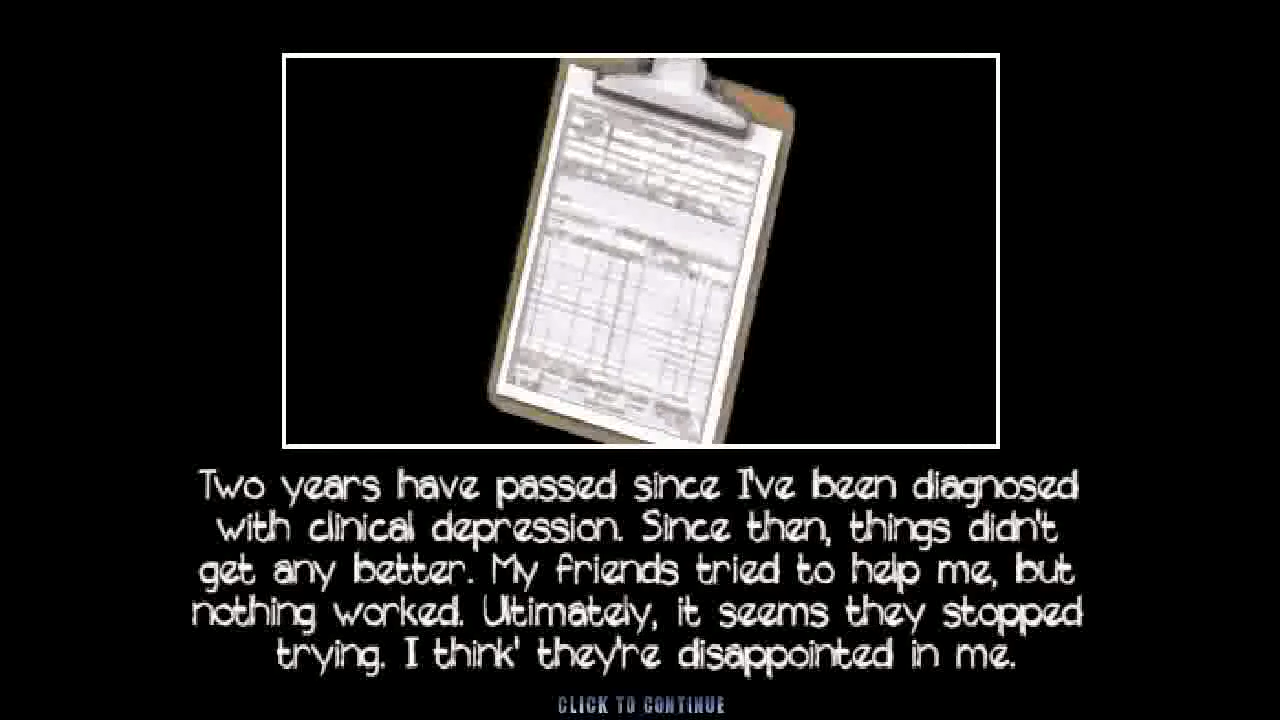 Two years have passed since I've been diagnosed
with clinical depression. Since then, things didn't
get any better. My friends tried to help me, but
nothing worked. Ultimately, it seems they stopped
trying. I think' they're disappointed in me.
CLICK TO CONTINUE